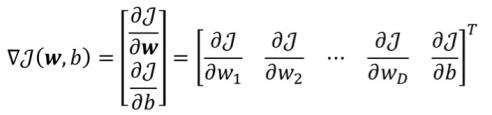 ∇𝒥(𝒘, b) = [∂𝒥/∂𝒘 ; ∂𝒥/∂b] = [∂𝒥/∂w₁ ∂𝒥/∂w₂ ⋯ ∂𝒥/∂w_D ∂𝒥/∂b]ᵀ